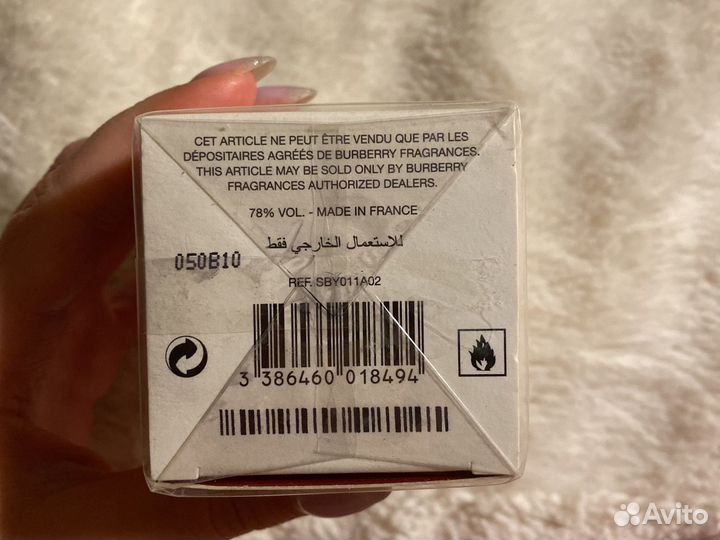 CET ARTICLE NE PEUT ÊTRE VENDU QUE PAR LES
DÉPOSITAIRES AGRÉÉS DE BURBERRY FRAGRANCES.
THIS ARTICLE MAY BE SOLD ONLY BY BURBERRY
FRAGRANCES AUTHORIZED DEALERS.
78% VOL. - MADE IN FRANCE
للاستعمال الخارجي فقط
050B10
REF. SBY011A02
3 386460 018494
Avito